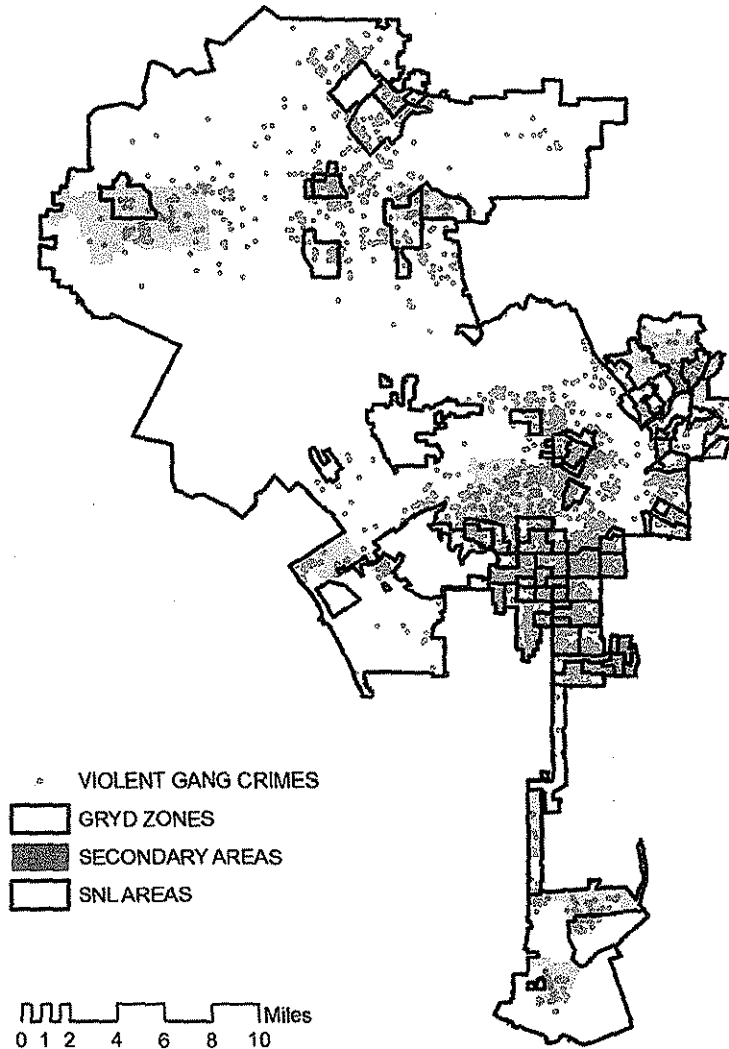 VIOLENT GANG CRIMES
GRYD ZONES
SECONDARY AREAS
SNL AREAS
Miles
0 1 2 4 6 8 10